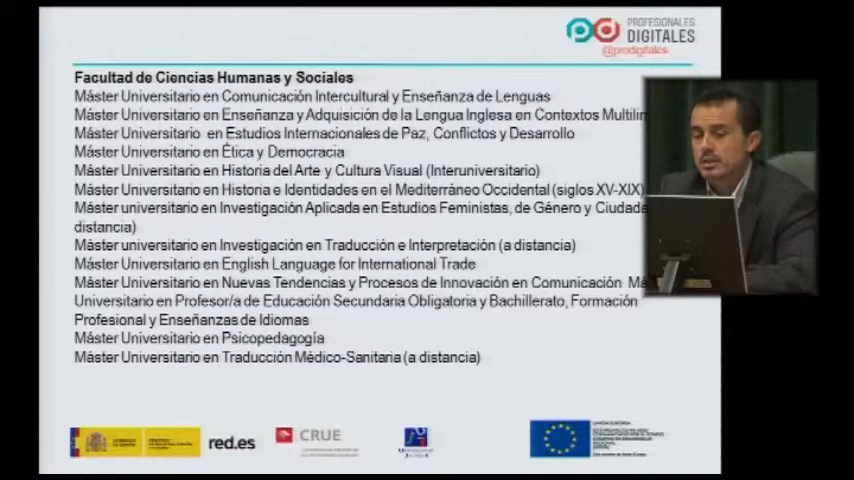 PROFESIONALES
DIGITALES
@prodigitales
Facultad de Ciencias Humanas y Sociales
Máster Universitario en Comunicación Intercultural y Enseñanza de Lenguas
Máster Universitario en Enseñanza y Adquisición de la Lengua Inglesa en Contextos Multilin
Máster Universitario en Estudios Internacionales de Paz, Conflictos y Desarrollo
Máster Universitario en Ética y Democracia
Máster Universitario en Historia del Arte y Cultura Visual (Interuniversitario)
Máster Universitario en Historia e Identidades en el Mediterráneo Occidental (siglos XV-XIX)
Máster universitario en Investigación Aplicada en Estudios Feministas, de Género y Ciudada
distancia)
Máster universitario en Investigación en Traducción e Interpretación (a distancia)
Máster Universitario en English Language for International Trade
Máster Universitario en Nuevas Tendencias y Procesos de Innovación en Comunicación
Universitario en Profesor/a de Educación Secundaria Obligatoria y Bachillerato, Formación
Profesional y Enseñanzas de Idiomas
Máster Universitario en Psicopedagogía
Máster Universitario en Traducción Médico-Sanitaria (a distancia)
red.es
CRUE